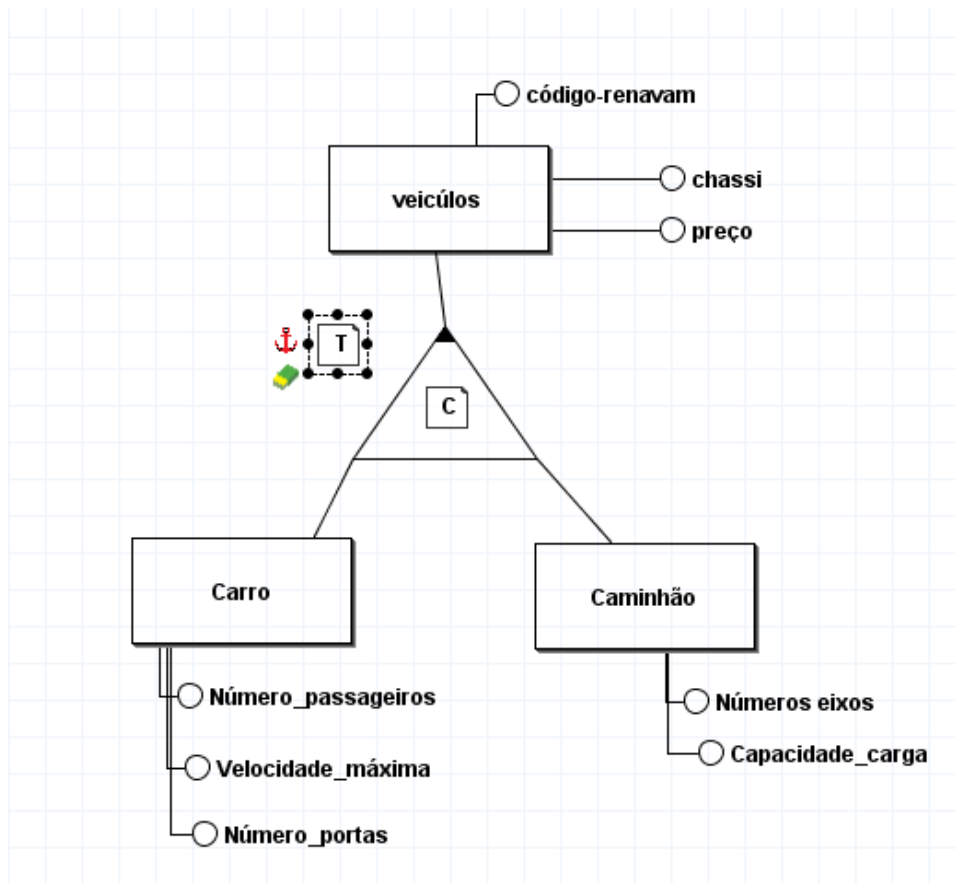 código-renavam
veicúlos
chassi
preço
T
C
Carro
Caminhão
Número_passageiros
Números eixos
Capacidade_carga
Velocidade_máxima
Número_portas